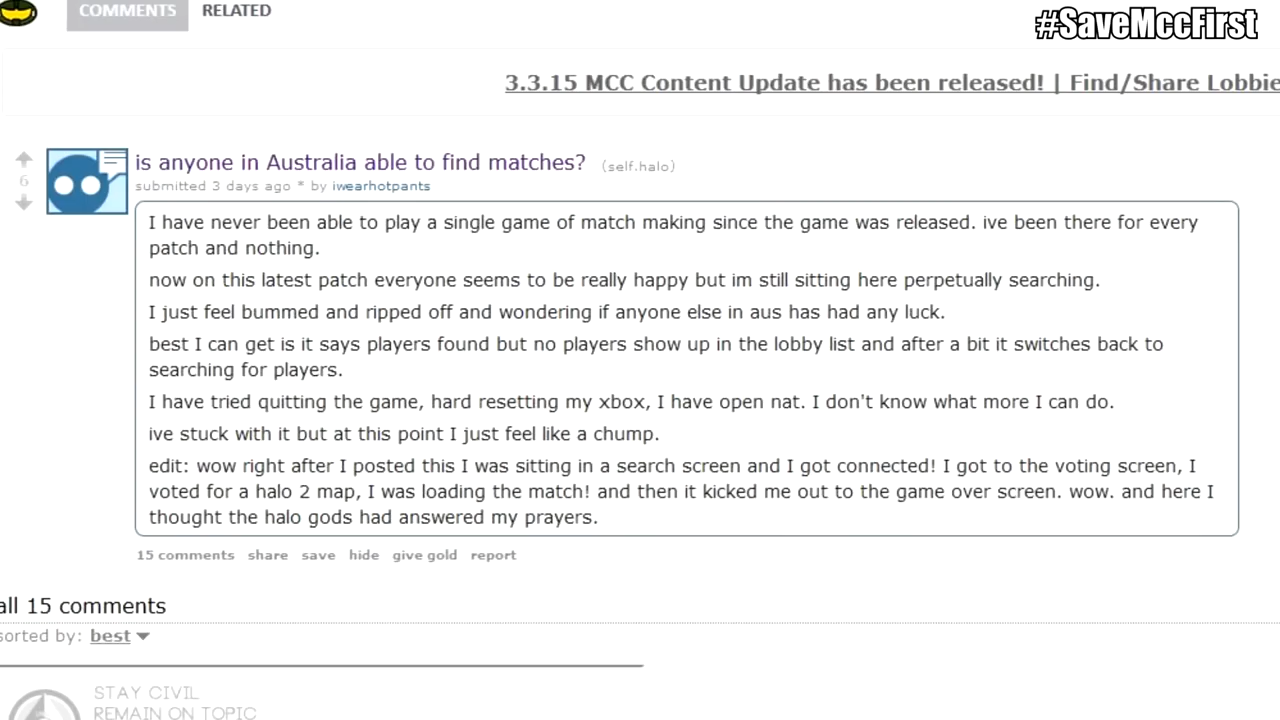 COMMENTS RELATED
#SaveMccFirst
3.3.15 MCC Content Update has been released! | Find/Share Lobbie
is anyone in Australia able to find matches? (self.halo)
6
submitted 3 days ago * by iwearhotpants
I have never been able to play a single game of match making since the game was released. ive been there for every
patch and nothing.
now on this latest patch everyone seems to be really happy but im still sitting here perpetually searching.
I just feel bummed and ripped off and wondering if anyone else in aus has had any luck.
best I can get is it says players found but no players show up in the lobby list and after a bit it switches back to
searching for players.
I have tried quitting the game, hard resetting my xbox, I have open nat. I don't know what more I can do.
ive stuck with it but at this point I just feel like a chump.
edit: wow right after I posted this I was sitting in a search screen and I got connected! I got to the voting screen, I
voted for a halo 2 map, I was loading the match! and then it kicked me out to the game over screen. wow. and here I
thought the halo gods had answered my prayers.
15 comments share save hide give gold report
all 15 comments
sorted by: best
STAY CIVIL
REMAIN ON TOPIC